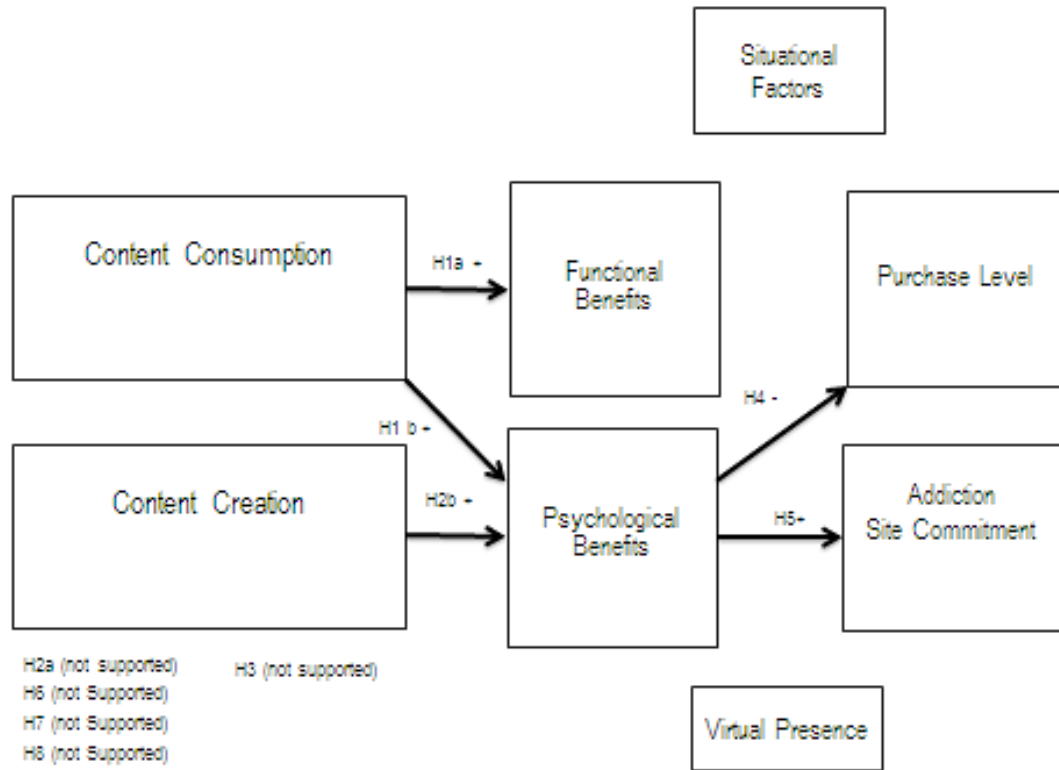 Situational
Factors
Content Consumption
H1a +
Functional
Benefits
Purchase Level
H4 -
H1 b +
Content Creation
H2b +
Psychological
Benefits
H5+
Addiction
Site Commitment
H2a (not supported)
H3 (not supported)
H6 (not Supported)
H7 (not Supported)
H8 (not Supported)
Virtual Presence